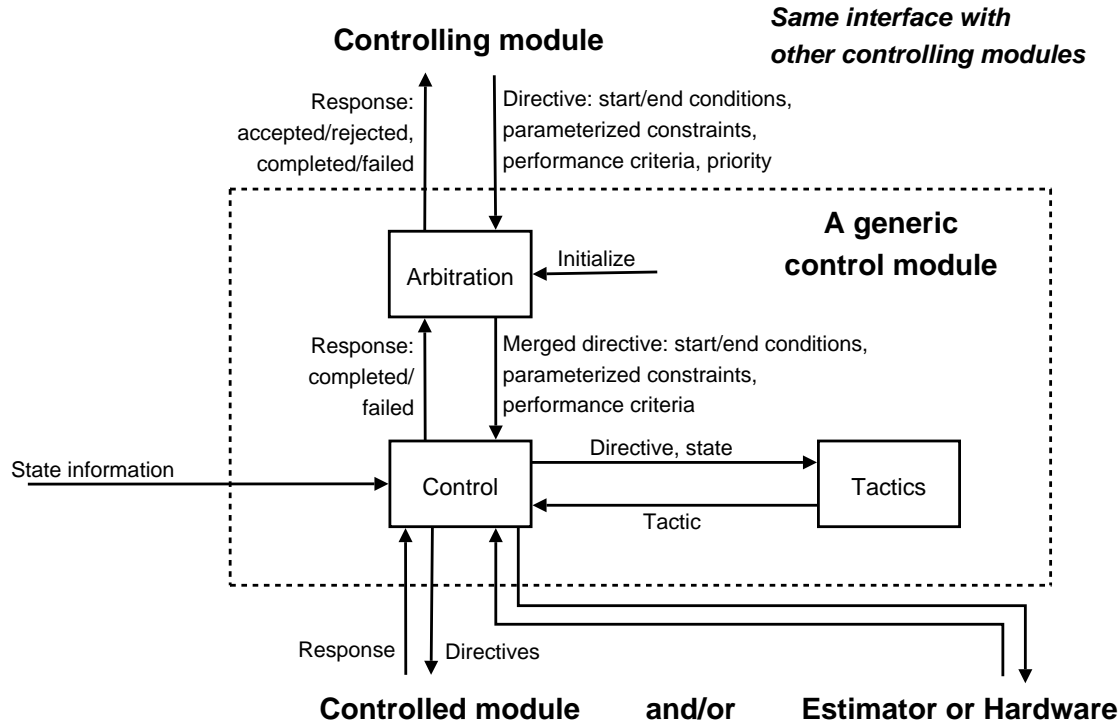 Same interface with
other controlling modules
Controlling module
Response:
accepted/rejected,
completed/failed
Directive: start/end conditions,
parameterized constraints,
performance criteria, priority
A generic
control module
Arbitration
Initialize
Response:
completed/
failed
Merged directive: start/end conditions,
parameterized constraints,
performance criteria
State information
Control
Directive, state
Tactic
Tactics
Response
Directives
Controlled module and/or Estimator or Hardware